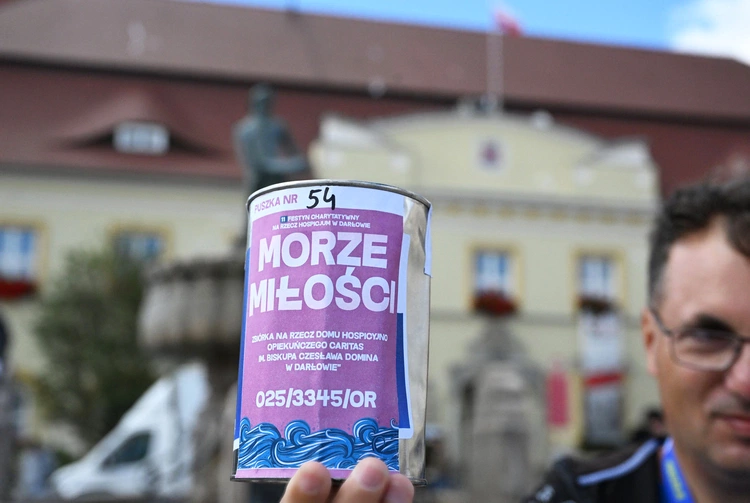 PUSZKA NR 54
11 FESTYN CHARYTATYWNY
NA RZECZ HOSPICJUM W DARŁOWIE
MORZE
MIŁOŚCI
ZBIÓRKA NA RZECZ DOMU HOSPICYJNO
OPIEKUŃCZEGO CARITAS
IM. BISKUPA CZESŁAWA DOMINA
W DARŁOWIE"
025/3345/OR